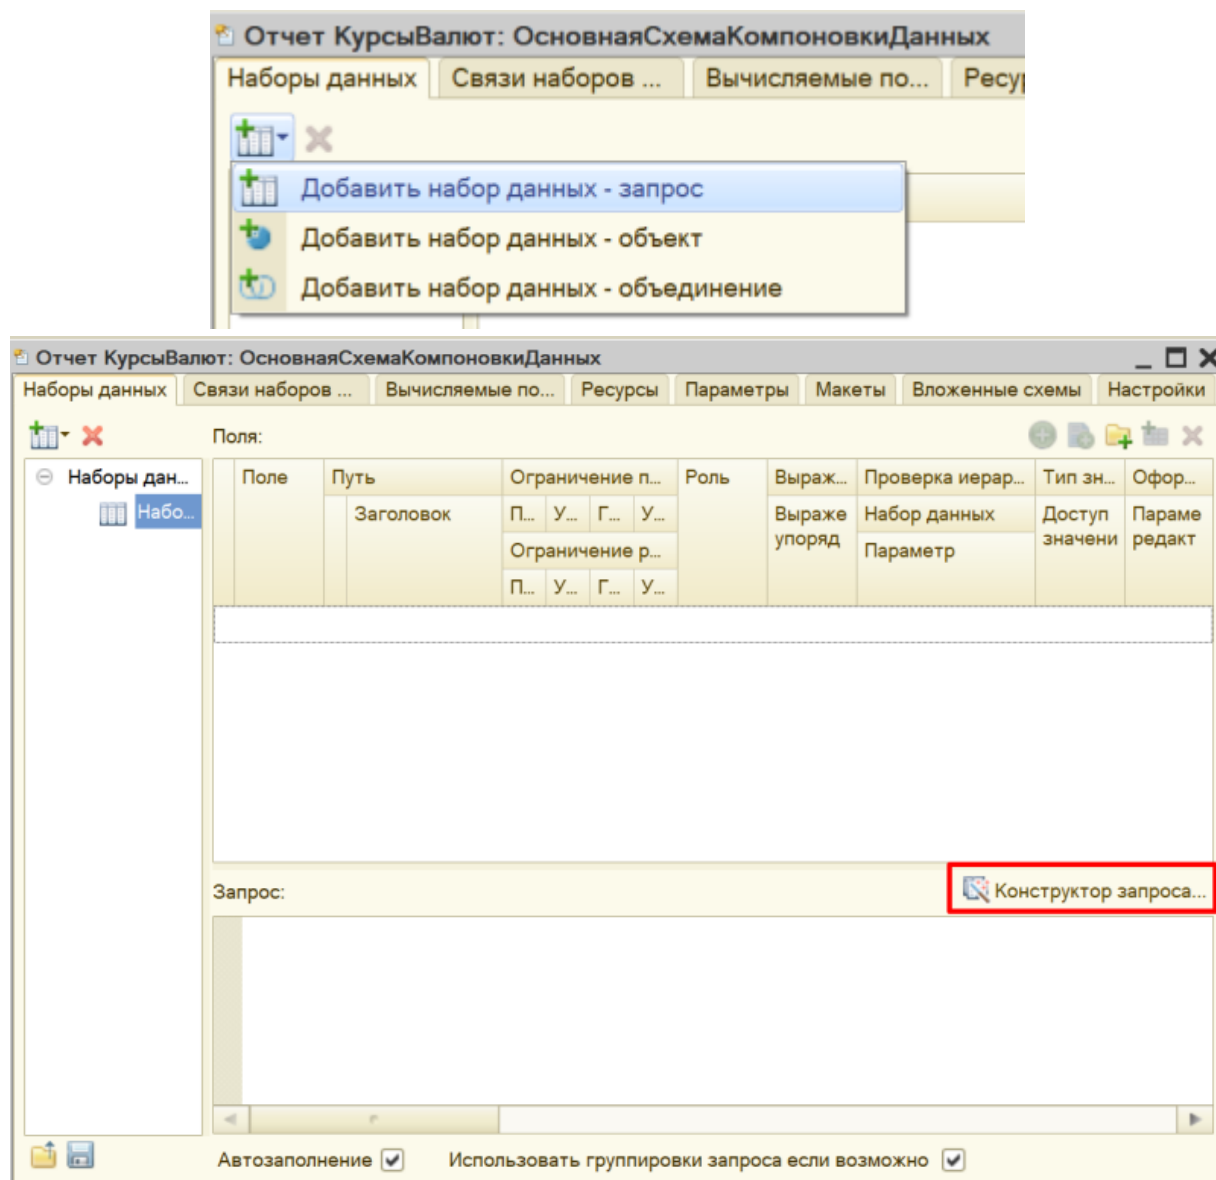 Отчет КурсыВалют: ОсновнаяСхемаКомпоновкиДанных
Наборы данных Связи наборов ... Вычисляемые по... Ресу
Добавить набор данных - запрос
Добавить набор данных - объект
Добавить набор данных - объединение
Отчет КурсыВалют: ОсновнаяСхемаКомпоновкиДанных
Наборы данных Связи наборов ... Вычисляемые по... Ресурсы Параметры Макеты Вложенные схемы Настройки
Поля:
Наборы дан... Поле Путь Ограничение п... Роль Выраж... Проверка иерар... Тип зн... Офор...
Набо... Заголовок П... У... Г... У... Выраже Набор данных Доступ Параме
упоряд значени редакт
Ограничение р... Параметр
П... У... Г... У...
Запрос: Конструктор запроса...
Автозаполнение Использовать группировки запроса если возможно